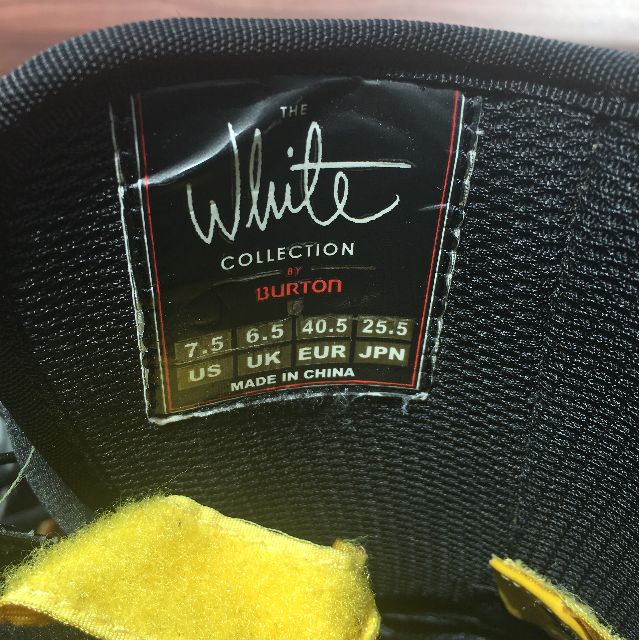 THE
White
COLLECTION
BY
BURTON
7.5 6.5 40.5 25.5
US UK EUR JPN
MADE IN CHINA